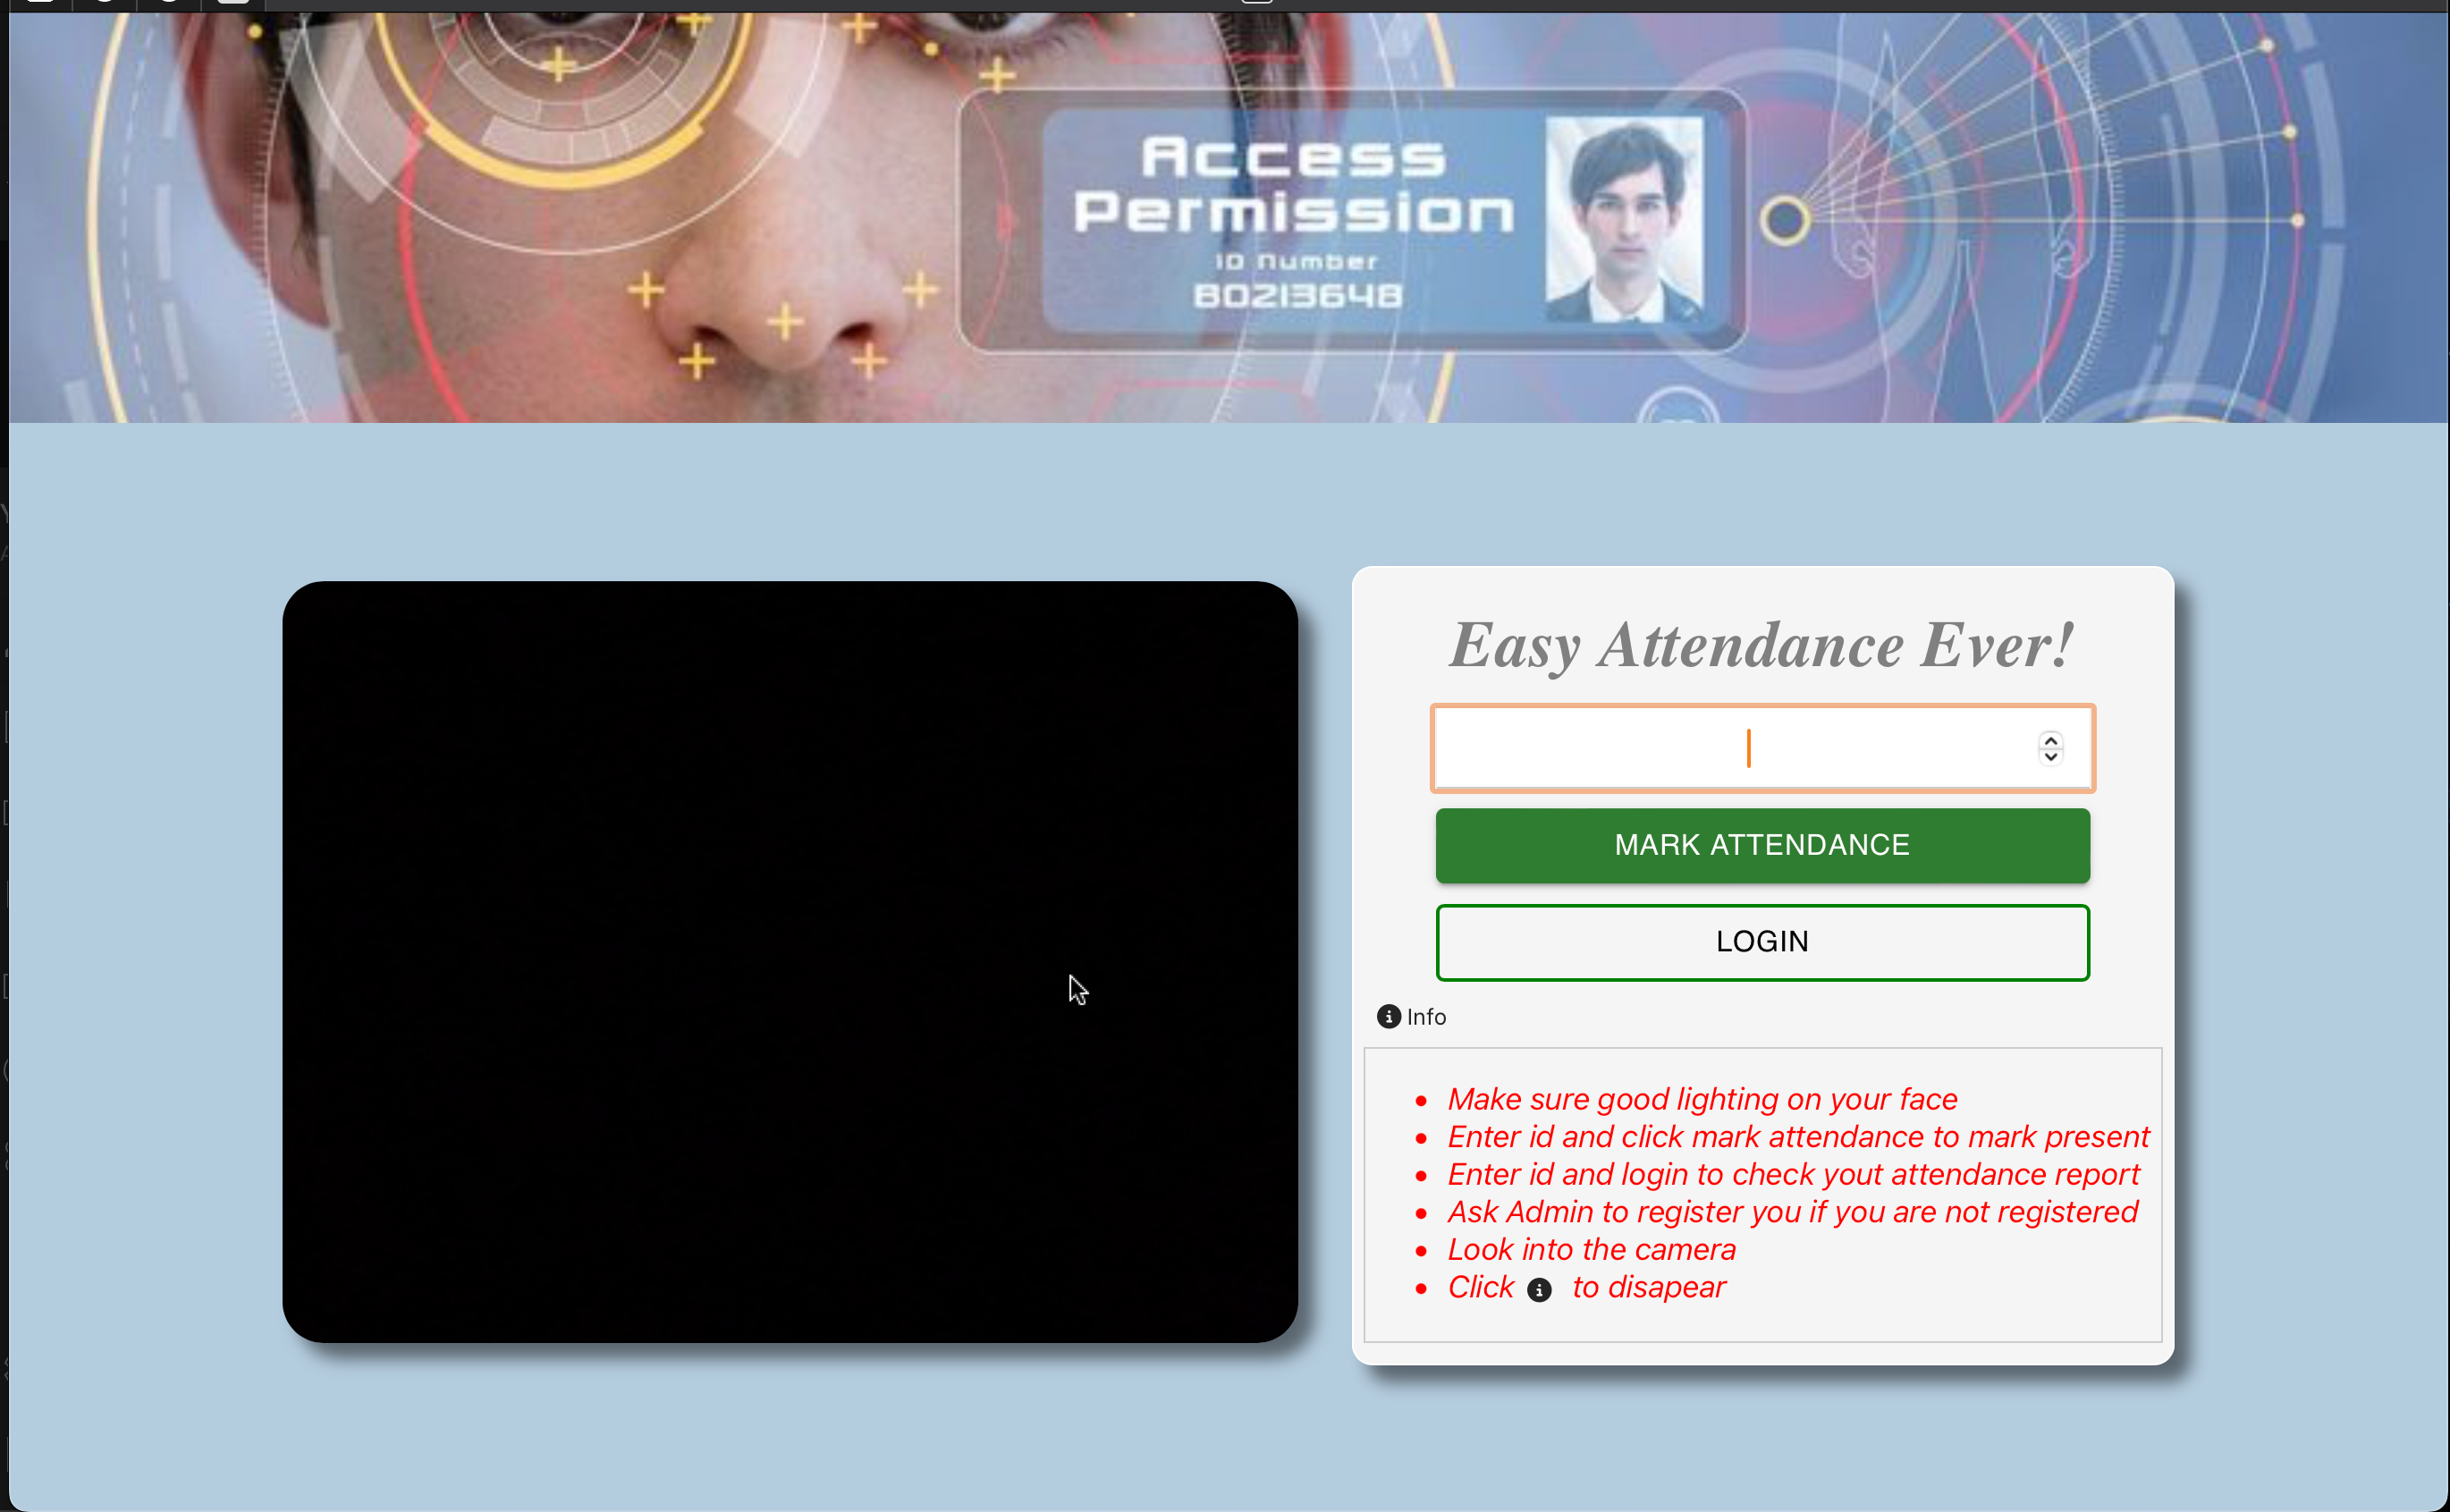 Access
Permission
ID Number
80213648
Easy Attendance Ever!
MARK ATTENDANCE
LOGIN
Info
Make sure good lighting on your face
Enter id and click mark attendance to mark present
Enter id and login to check yout attendance report
Ask Admin to register you if you are not registered
Look into the camera
Click to disapear